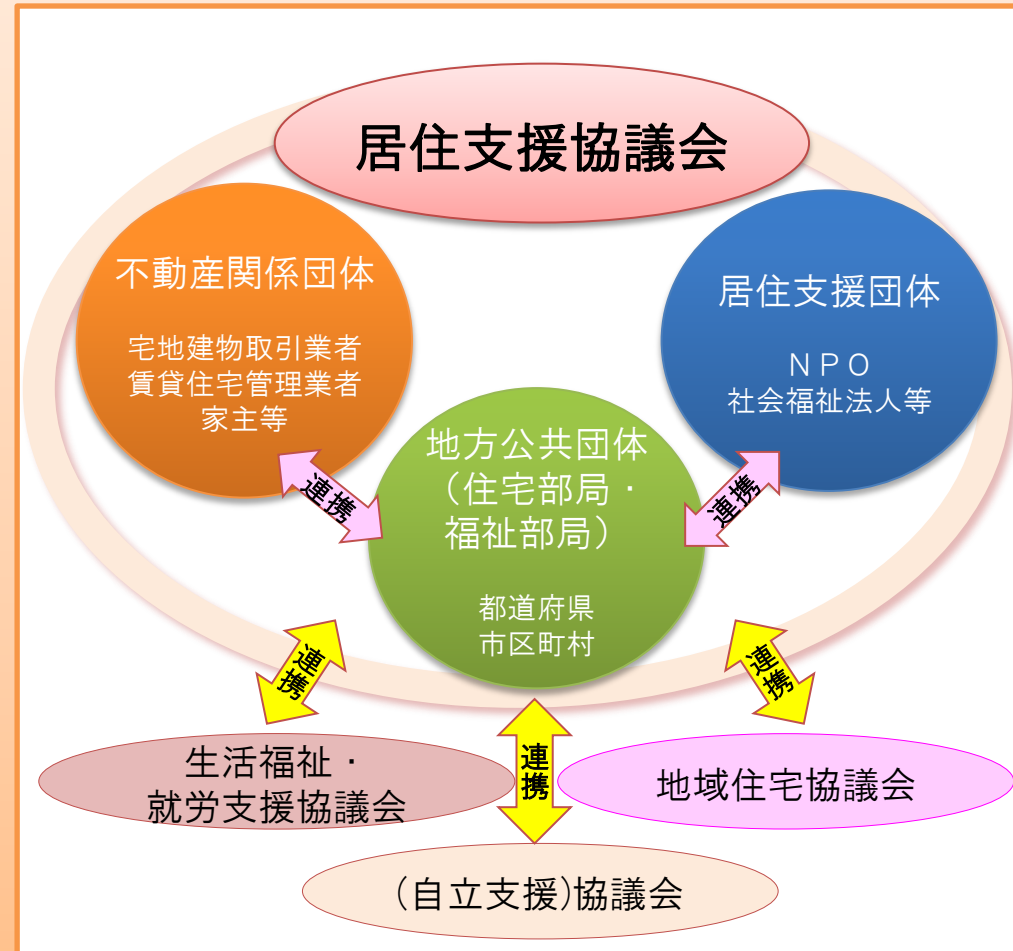 居住支援協議会
不動産関係団体
宅地建物取引業者
賃貸住宅管理業者
家主等
居住支援団体
ＮＰＯ
社会福祉法人等
地方公共団体
（住宅部局・
福祉部局）
都道府県
市区町村
連携
連携
連携
連携
連携
生活福祉・
就労支援協議会
地域住宅協議会
(自立支援)協議会